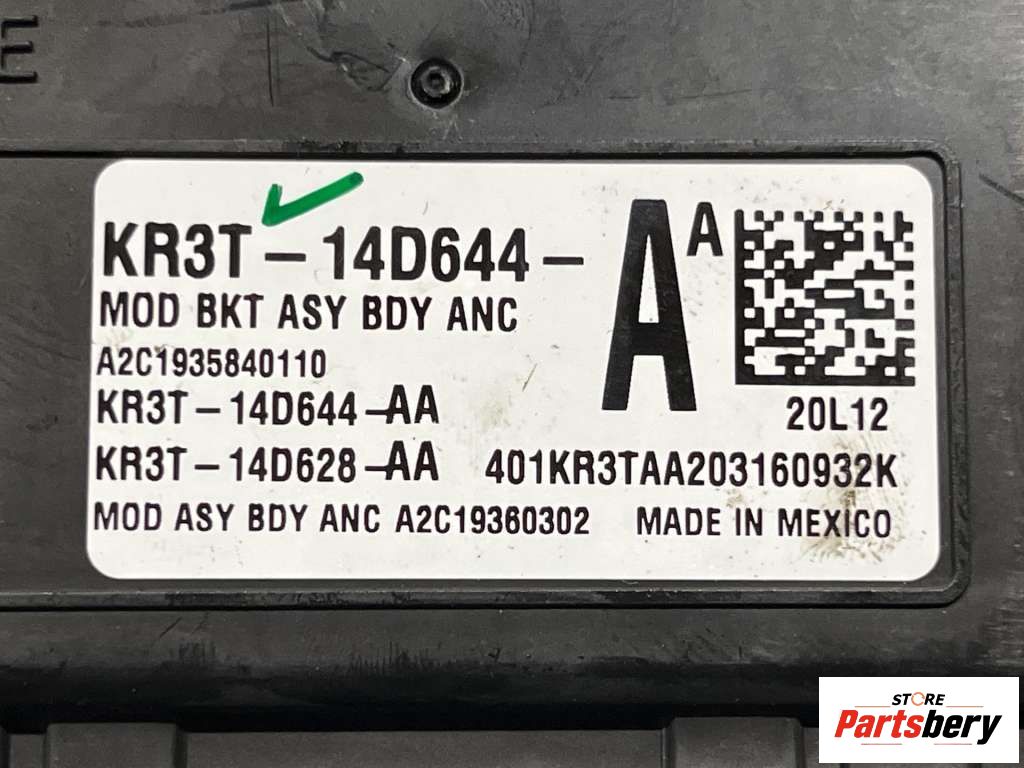 E
KR3T-14D644-AA
MOD BKT ASY BDY ANC
A2C1935840110
KR3T-14D644-AA
20L12
KR3T-14D628-AA 401KR3TAA203160932K
MOD ASY BDY ANC A2C19360302 MADE IN MEXICO
STORE
Partsbery